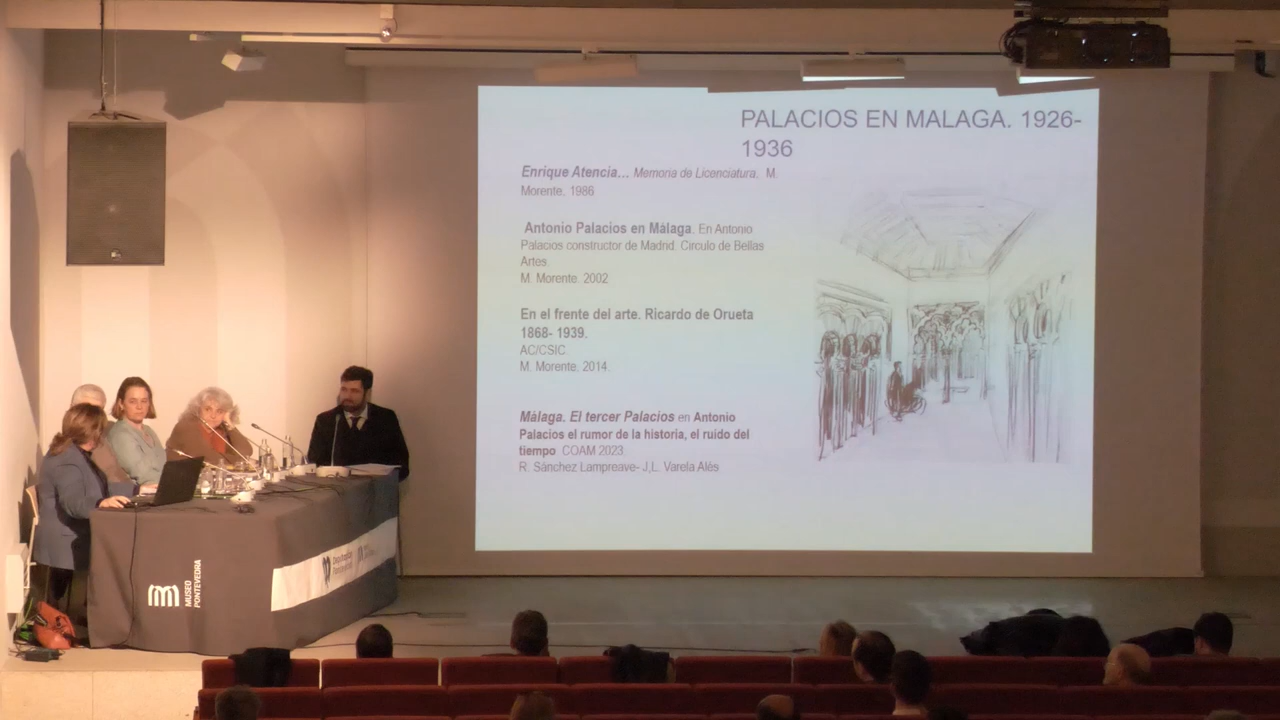 PALACIOS EN MALAGA. 1926-
1936
Enrique Atencia... Memoria de Licenciatura. M.
Morente. 1986
Antonio Palacios en Málaga. En Antonio
Palacios constructor de Madrid. Circulo de Bellas
Artes.
M. Morente. 2002
En el frente del arte. Ricardo de Orueta
1868- 1939.
AC/CSIC
M. Morente. 2014.
Málaga. El tercer Palacios en Antonio
Palacios el rumor de la historia, el ruido del
tiempo. COAM 2023.
R. Sánchez Lampreave- J,L. Varela Alés
MUSEO
PONTEVEDRA